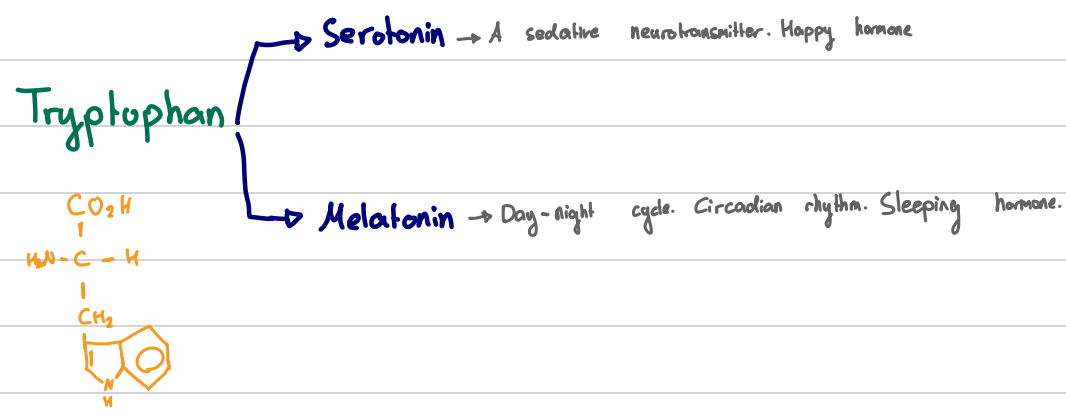 Serotonin → A sedative neurotransmitter. Happy hormone
Tryptophan
Melatonin → Day-night cycle. Circadian rhythm. Sleeping hormone.
CO2H
H2N-C-H
CH2
N
H